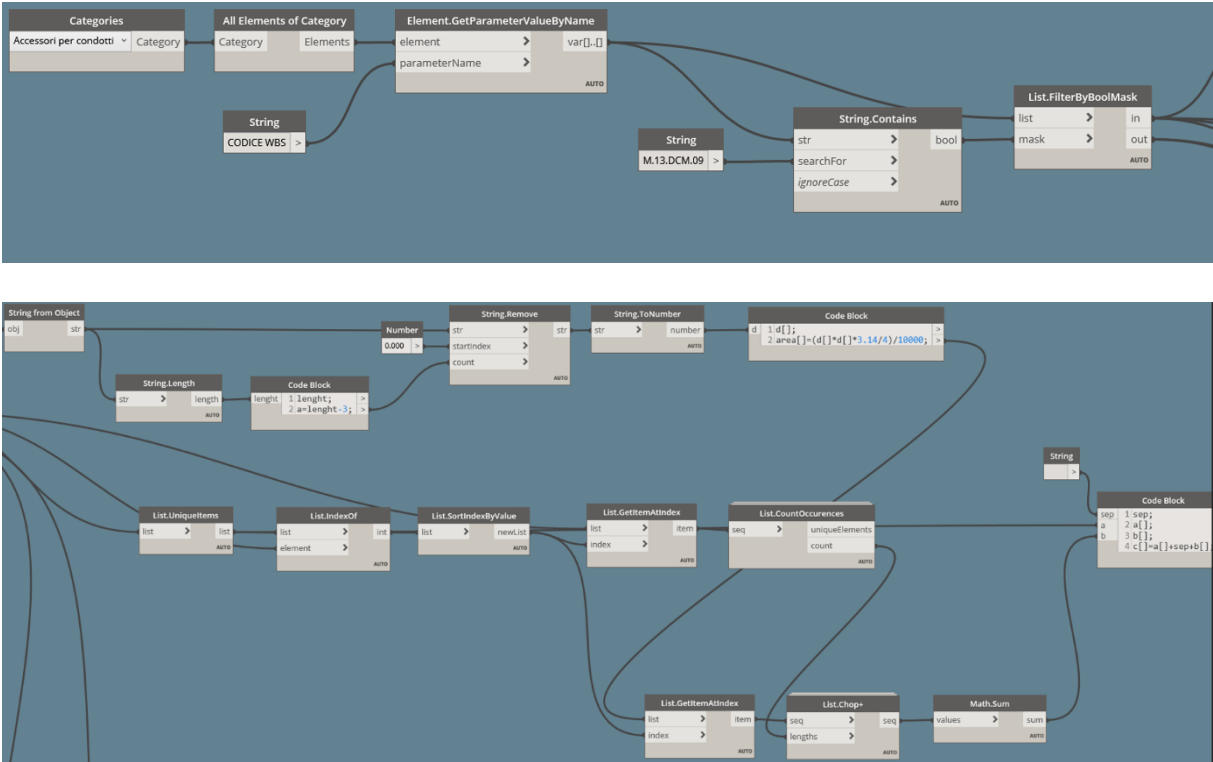 Categories
Accessori per condotti Category
All Elements of Category
Category Elements
Element.GetParameterValueByName
element > var[]..[]
parameterName >
AUTO
String
CODICE WBS >
String
M.13.DCM.09 >
String.Contains
str > bool
searchFor >
ignoreCase >
AUTO
List.FilterByBoolMask
list > in
mask > out
AUTO
String from Object
obj str
String.Length
str > length
AUTO
Code Block
lenght 1 lenght; >
2 a=lenght-3; >
Number
0.000 >
String.Remove
str > str
startIndex >
count >
AUTO
String.ToNumber
str > number
AUTO
Code Block
d 1 d[]; >
2 area[]=(d[]*d[]*3.14/4)/10000; >
List.UniqueItems
list > list
AUTO
List.IndexOf
list > int
element >
AUTO
List.SortIndexByValue
list > newList
AUTO
List.GetItemAtIndex
list > item
index >
AUTO
List.CountOccurences
seq > uniqueElements
count
AUTO
String
>
Code Block
sep 1 sep;
a 2 a[];
b 3 b[];
4 c[]=a[]+sep+b[];
List.GetItemAtIndex
list > item
index >
AUTO
List.Chop+
seq > seq
lengths >
AUTO
Math.Sum
values > sum
AUTO